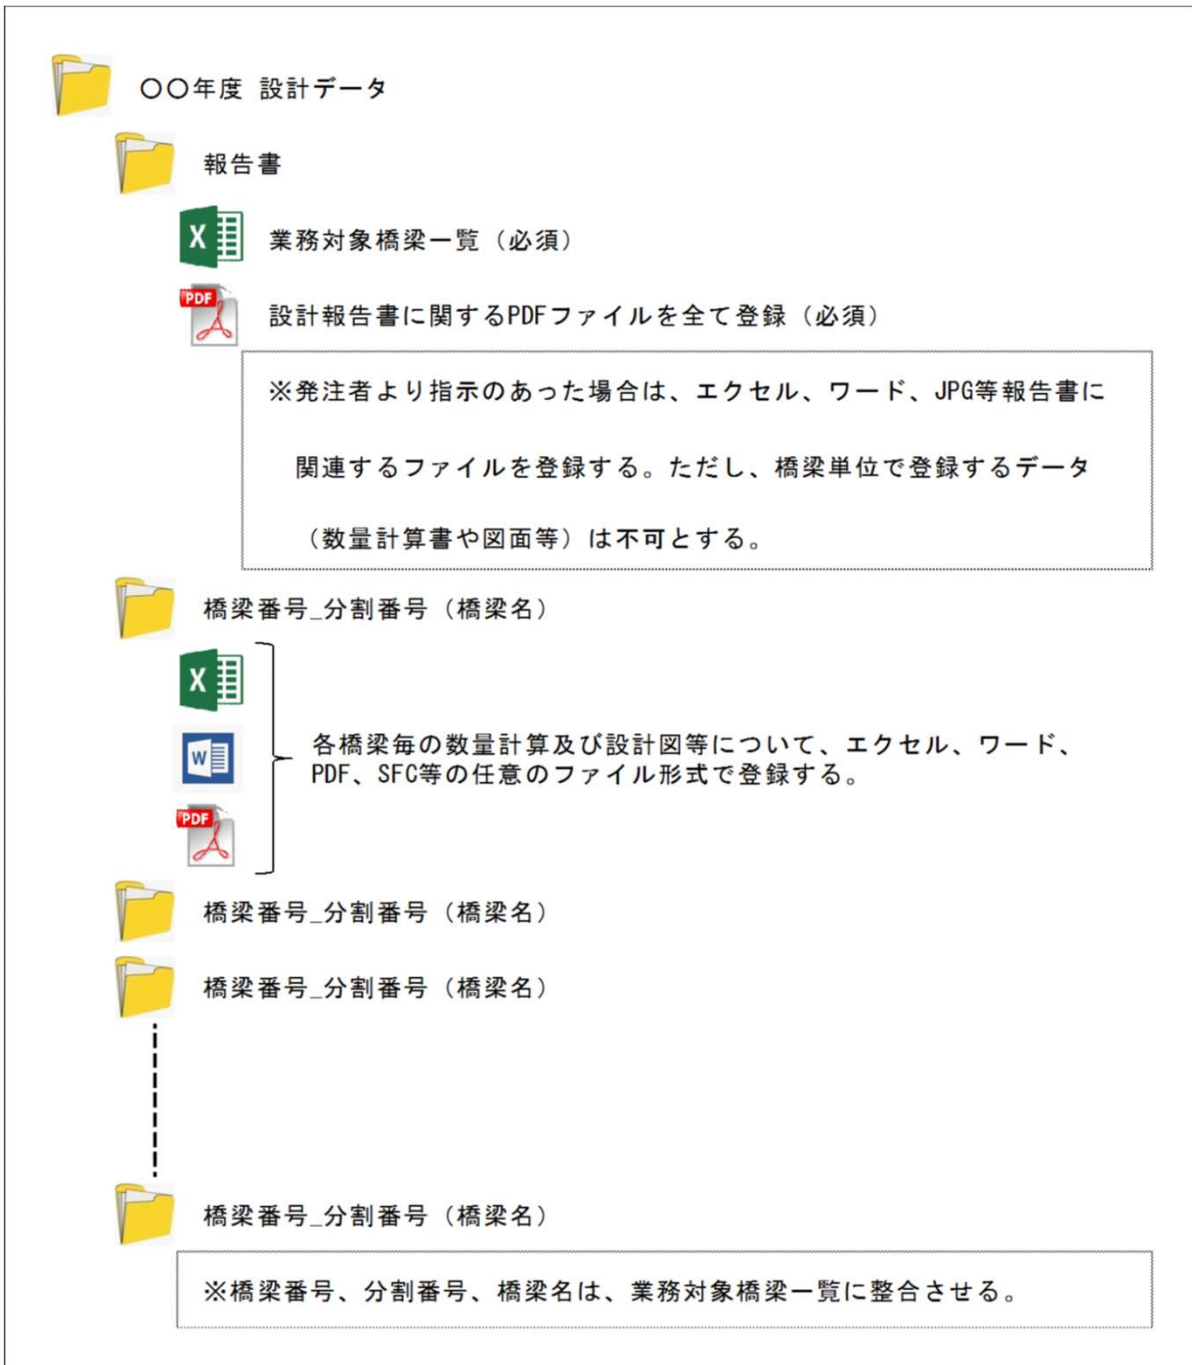 〇〇年度 設計データ
報告書
X
業務対象橋梁一覧（必須）
PDF
設計報告書に関するPDFファイルを全て登録（必須）
※発注者より指示のあった場合は、エクセル、ワード、JPG等報告書に
関連するファイルを登録する。ただし、橋梁単位で登録するデータ
（数量計算書や図面等）は不可とする。
橋梁番号_分割番号（橋梁名）
X
W
各橋梁毎の数量計算及び設計図等について、エクセル、ワード、
PDF、SFC等の任意のファイル形式で登録する。
PDF
橋梁番号_分割番号（橋梁名）
橋梁番号_分割番号（橋梁名）
橋梁番号_分割番号（橋梁名）
※橋梁番号、分割番号、橋梁名は、業務対象橋梁一覧に整合させる。